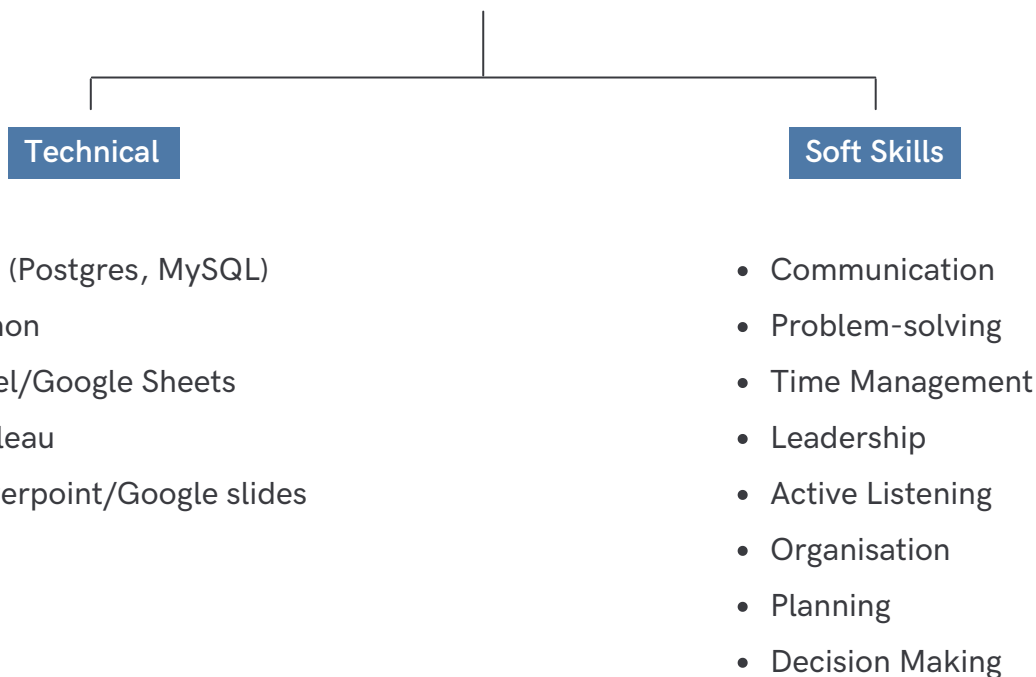 Technical
(Postgres, MySQL)
/Google Sheets
/Google slides
Soft Skills
Communication
Problem-solving
Time Management
Leadership
Active Listening
Organisation
Planning
Decision Making